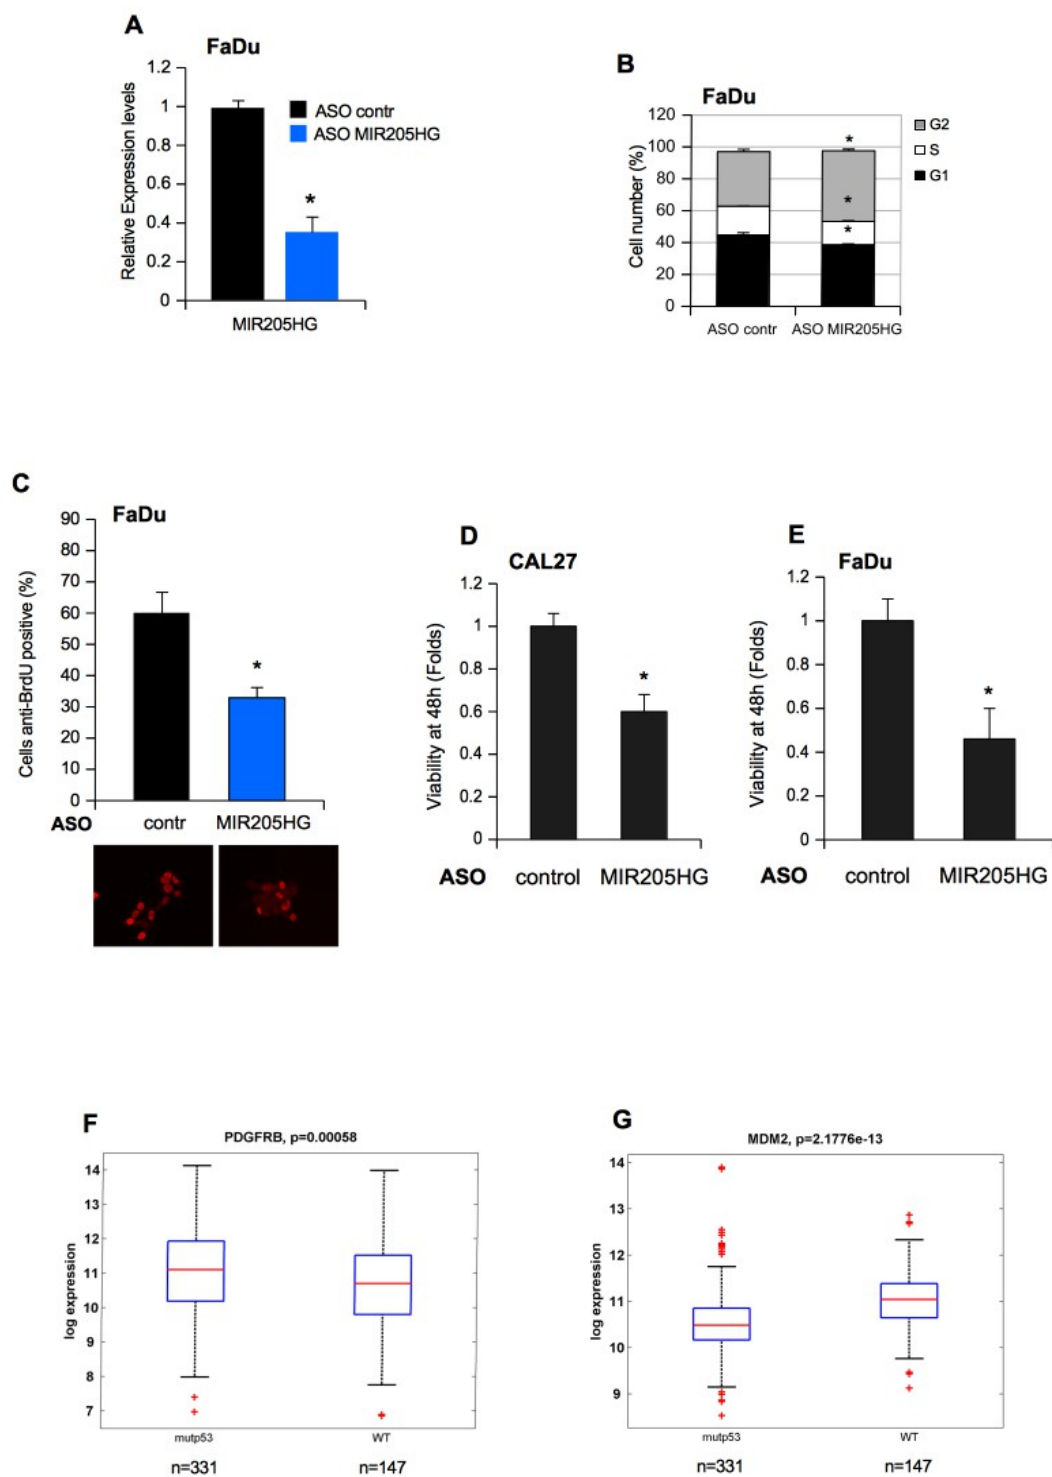 A
FaDu
Relative Expression levels
1.2
1
0.8
0.6
0.4
0.2
0
ASO contr
ASO MIR205HG
*
MIR205HG
B
FaDu
Cell number (%)
120
100
80
60
40
20
0
*
*
*
G2
S
G1
ASO contr ASO MIR205HG
C
FaDu
Cells anti-BrdU positive (%)
90
80
70
60
50
40
30
20
10
0
*
ASO contr MIR205HG
D
CAL27
Viability at 48h (Folds)
1.2
1
0.8
0.6
0.4
0.2
0
*
ASO control MIR205HG
E
FaDu
Viability at 48h (Folds)
1.2
1
0.8
0.6
0.4
0.2
0
*
ASO control MIR205HG
F
PDGFRB, p=0.00058
log expression
14
13
12
11
10
9
8
7
mutp53 WT
n=331 n=147
G
MDM2, p=2.1776e-13
log expression
14
13
12
11
10
9
mutp53 WT
n=331 n=147